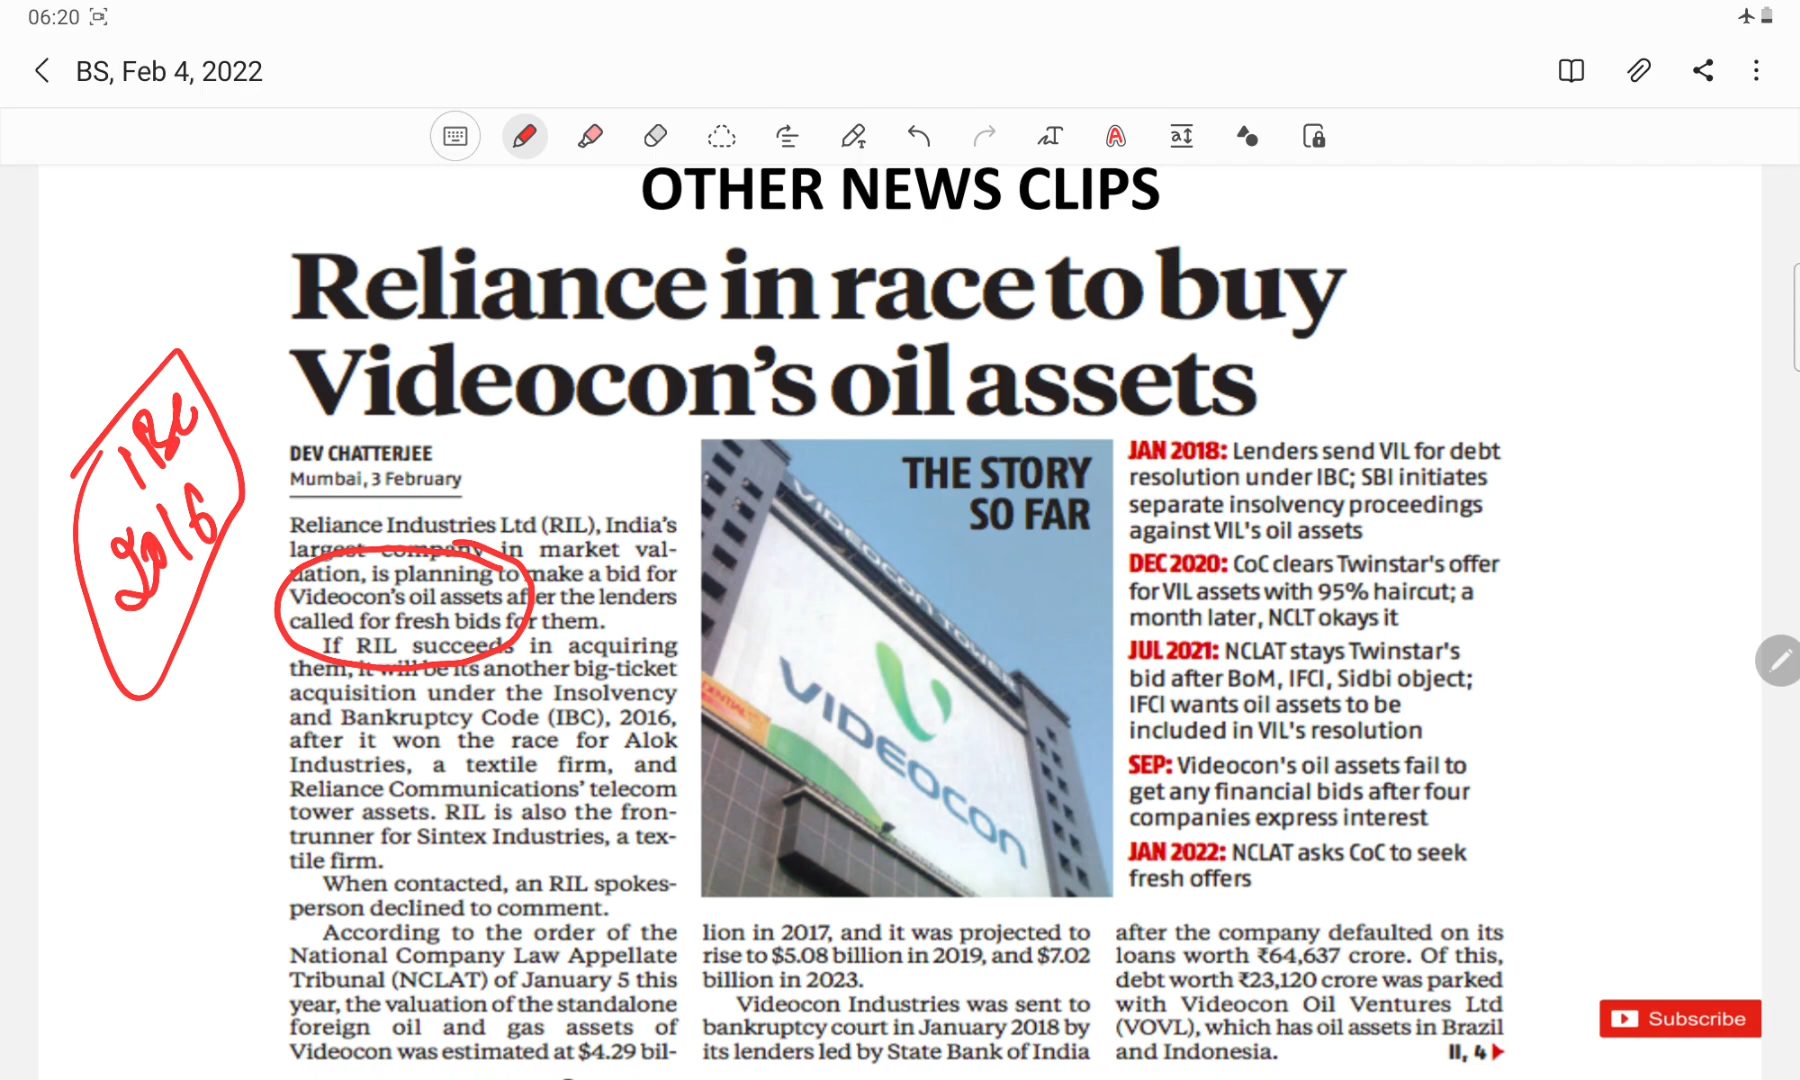 06:20
BS, Feb 4, 2022
OTHER NEWS CLIPS
Reliance in race to buy
Videocon's oil assets
IBC
2016
DEV CHATTERJEE
Mumbai, 3 February
Reliance Industries Ltd (RIL), India's
largest company in market val-
uation, is planning to make a bid for
Videocon's oil assets after the lenders
called for fresh bids for them.
If RIL succeeds in acquiring
them, it will be its another big-ticket
acquisition under the Insolvency
and Bankruptcy Code (IBC), 2016,
after it won the race for Alok
Industries, a textile firm, and
Reliance Communications' telecom
tower assets. RIL is also the fron-
trunner for Sintex Industries, a tex-
tile firm.
When contacted, an RIL spokes-
person declined to comment.
According to the order of the
National Company Law Appellate
Tribunal (NCLAT) of January 5 this
year, the valuation of the standalone
foreign oil and gas assets of
Videocon was estimated at $4.29 bil-
THE STORY
SO FAR
VIDEOCON TOWER
VIDEOCON
JAN 2018: Lenders send VIL for debt
resolution under IBC; SBI initiates
separate insolvency proceedings
against VIL's oil assets
DEC 2020: CoC clears Twinstar's offer
for VIL assets with 95% haircut; a
month later, NCLT okays it
JUL 2021: NCLAT stays Twinstar's
bid after BoM, IFCI, Sidbi object;
IFCI wants oil assets to be
included in VIL's resolution
SEP: Videocon's oil assets fail to
get any financial bids after four
companies express interest
JAN 2022: NCLAT asks CoC to seek
fresh offers
lion in 2017, and it was projected to
rise to $5.08 billion in 2019, and $7.02
billion in 2023.
Videocon Industries was sent to
bankruptcy court in January 2018 by
its lenders led by State Bank of India
after the company defaulted on its
loans worth ₹64,637 crore. Of this,
debt worth ₹23,120 crore was parked
with Videocon Oil Ventures Ltd
(VOVL), which has oil assets in Brazil
and Indonesia.
II, 4
Subscribe